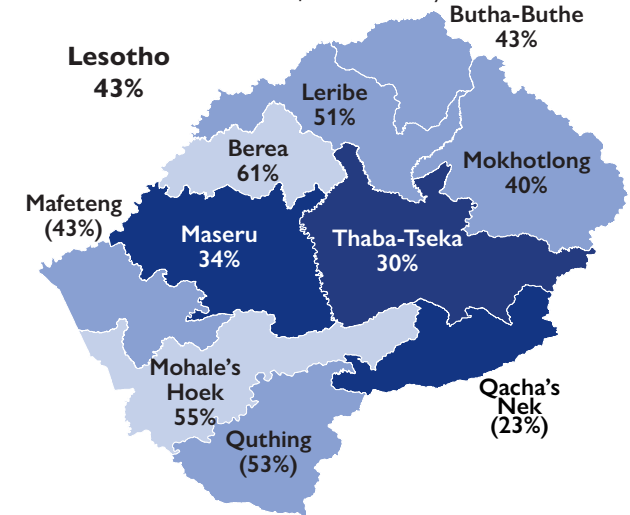 Butha-Buthe
43%
Lesotho
43%
Leribe
51%
Berea
61%
Mokhotlong
40%
Mafeteng
(43%)
Maseru
34%
Thaba-Tseka
30%
Mohale's
Hoek
55%
Qacha's
Nek
(23%)
Quthing
(53%)